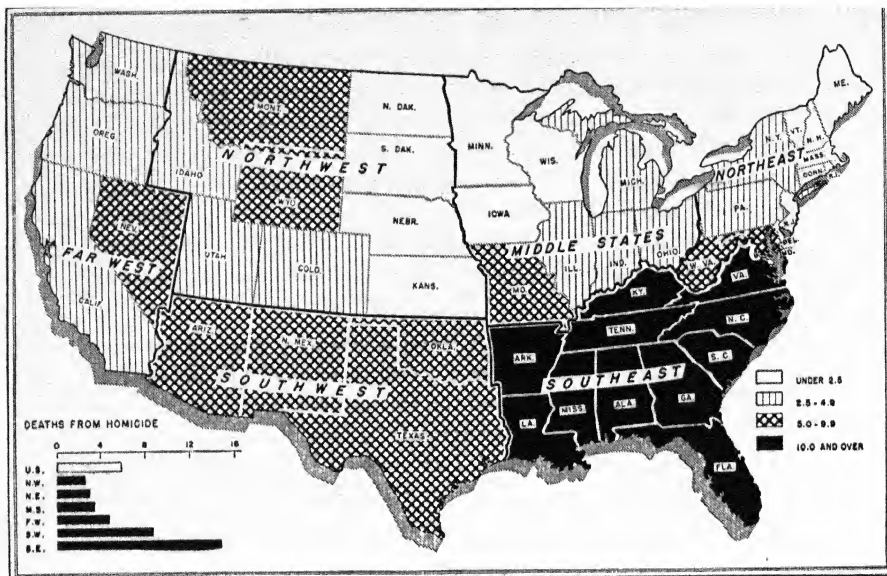 WASH.
MONT.
N. DAK.
MINN.
ME.
OREG.
IDAHO
S. DAK.
WIS.
MICH.
N.Y.
VT.
N.H.
MASS.
CONN.
R.I.
NORTHWEST
NORTHEAST
WYO.
NEBR.
IOWA
PA.
N.J.
NEV.
UTAH
COLO.
KANS.
MIDDLE STATES
ILL.
IND.
OHIO
W. VA.
DEL.
MD.
FAR WEST
CALIF.
MO.
KY.
VA.
ARIZ.
N. MEX.
OKLA.
ARK.
TENN.
N. C.
S. C.
SOUTHWEST
SOUTHEAST
TEXAS
LA.
MISS.
ALA.
GA.
FLA.
UNDER 2.5
2.5 - 4.9
5.0 - 9.9
10.0 AND OVER
DEATHS FROM HOMICIDE
0 4 8 12 16
U.S.
N.W.
N.E.
M.S.
F.W.
S.W.
S.E.